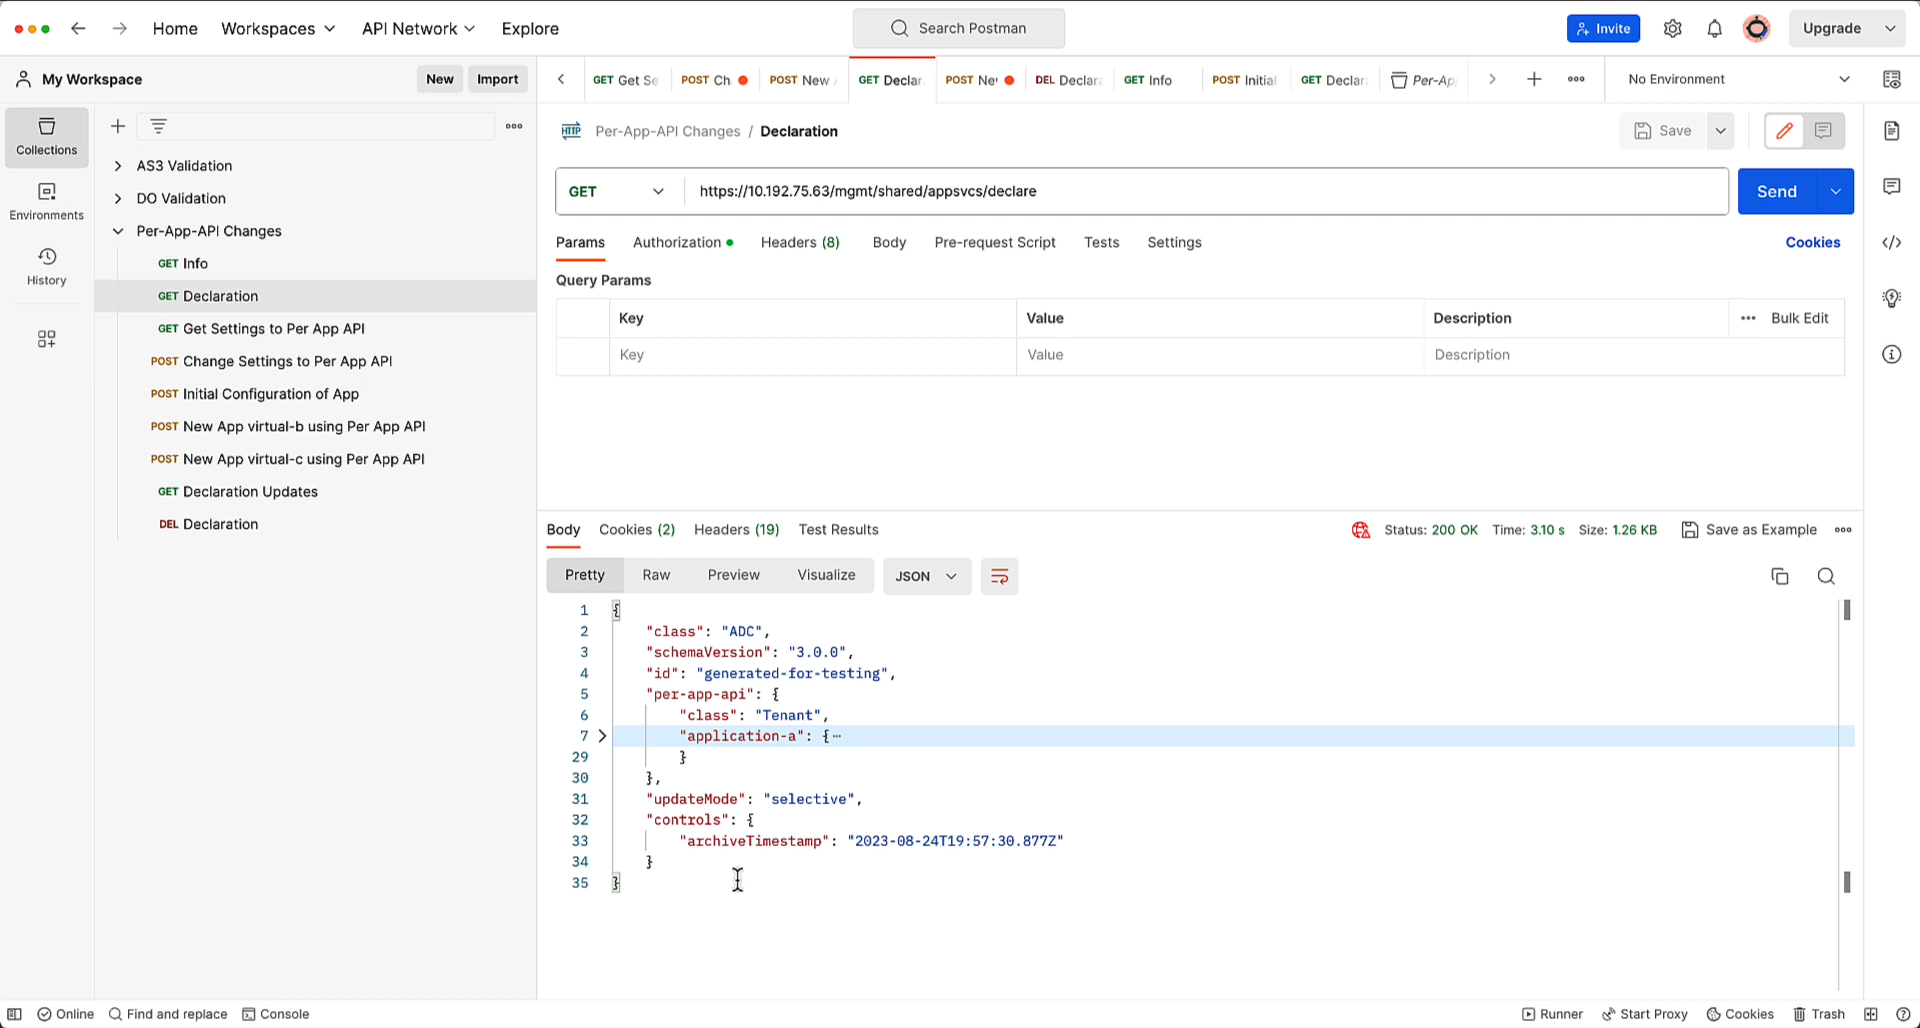 Home Workspaces API Network Explore Search Postman Invite Upgrade
My Workspace New Import GET Get Se POST Ch POST New GET Declar POST Ne DEL Declara GET Info POST Initial GET Declar Per-Ap No Environment
Collections
Environments
History
AS3 Validation
DO Validation
Per-App-API Changes
GET Info
GET Declaration
GET Get Settings to Per App API
POST Change Settings to Per App API
POST Initial Configuration of App
POST New App virtual-b using Per App API
POST New App virtual-c using Per App API
GET Declaration Updates
DEL Declaration
HTTP Per-App-API Changes / Declaration Save
GET https://10.192.75.63/mgmt/shared/appsvcs/declare Send
Params Authorization Headers (8) Body Pre-request Script Tests Settings Cookies
Query Params
Key Value Description Bulk Edit
Key Value Description
Body Cookies (2) Headers (19) Test Results Status: 200 OK Time: 3.10 s Size: 1.26 KB Save as Example
Pretty Raw Preview Visualize JSON
1 {
2 "class": "ADC",
3 "schemaVersion": "3.0.0",
4 "id": "generated-for-testing",
5 "per-app-api": {
6 "class": "Tenant",
7 "application-a": {…
29 }
30 },
31 "updateMode": "selective",
32 "controls": {
33 "archiveTimestamp": "2023-08-24T19:57:30.877Z"
34 }
35 }
Online Find and replace Console Runner Start Proxy Cookies Trash